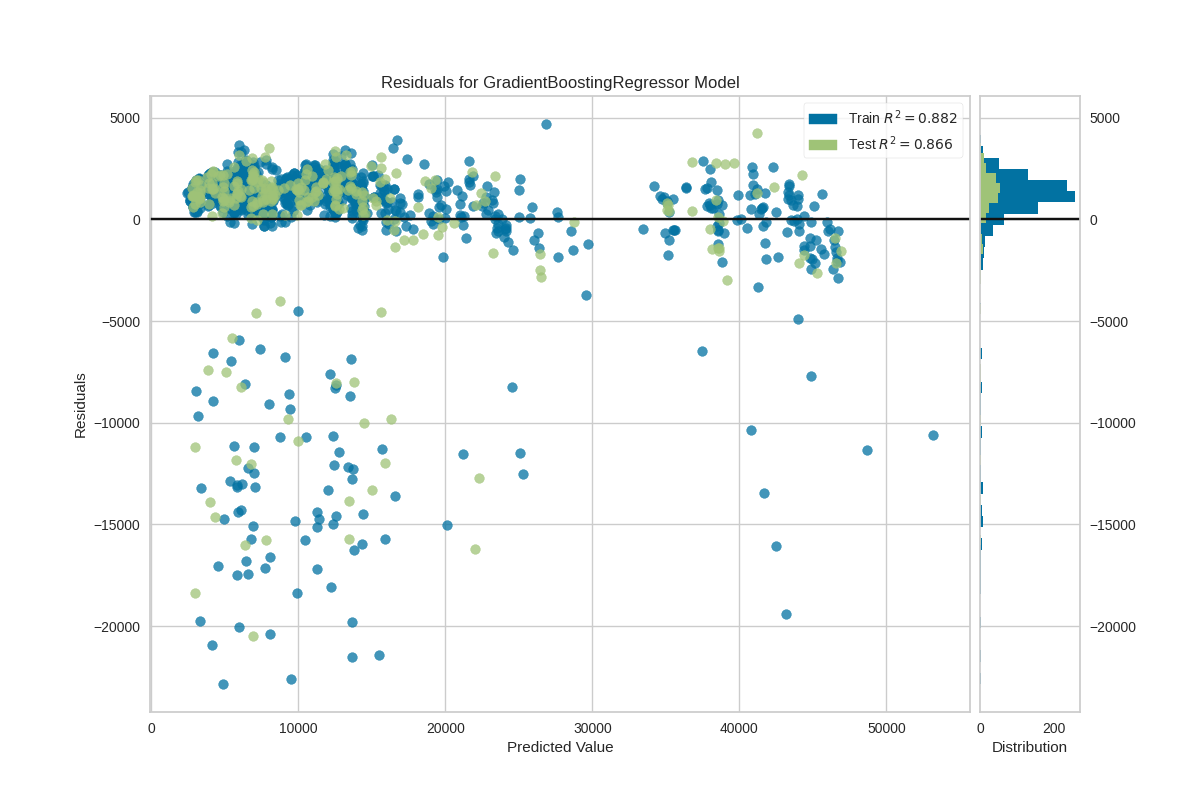 Residuals for GradientBoostingRegressor Model
Train R² = 0.882
Test R² = 0.866
Residuals
5000
0
−5000
−10000
−15000
−20000
0 10000 20000 30000 40000 50000
Predicted Value
5000
0
−5000
−10000
−15000
−20000
0 200
Distribution